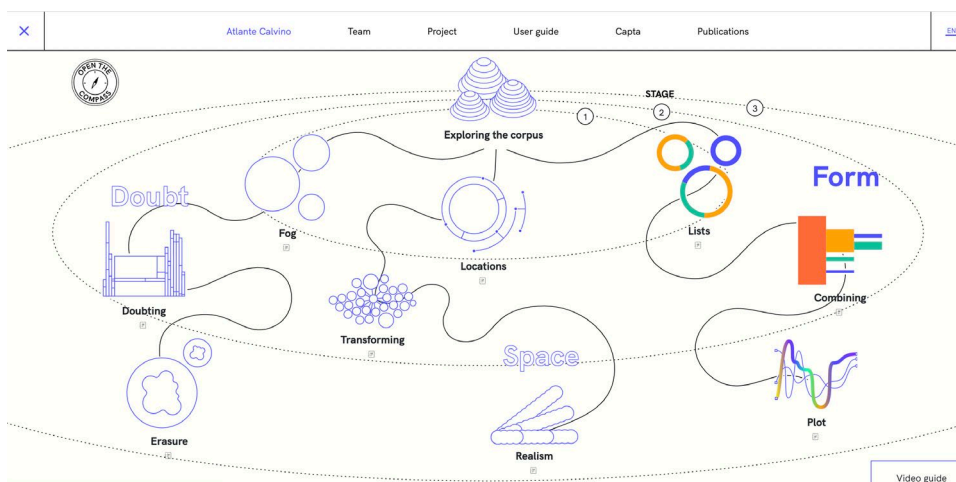 Atlante Calvino
Team
Project
User guide
Capta
Publications
EN
OPEN THE
COMPASS
STAGE
1
2
3
Exploring the corpus
Doubt
Form
Fog
Locations
Lists
Doubting
Transforming
Combining
Space
Erasure
Realism
Plot
Video guide